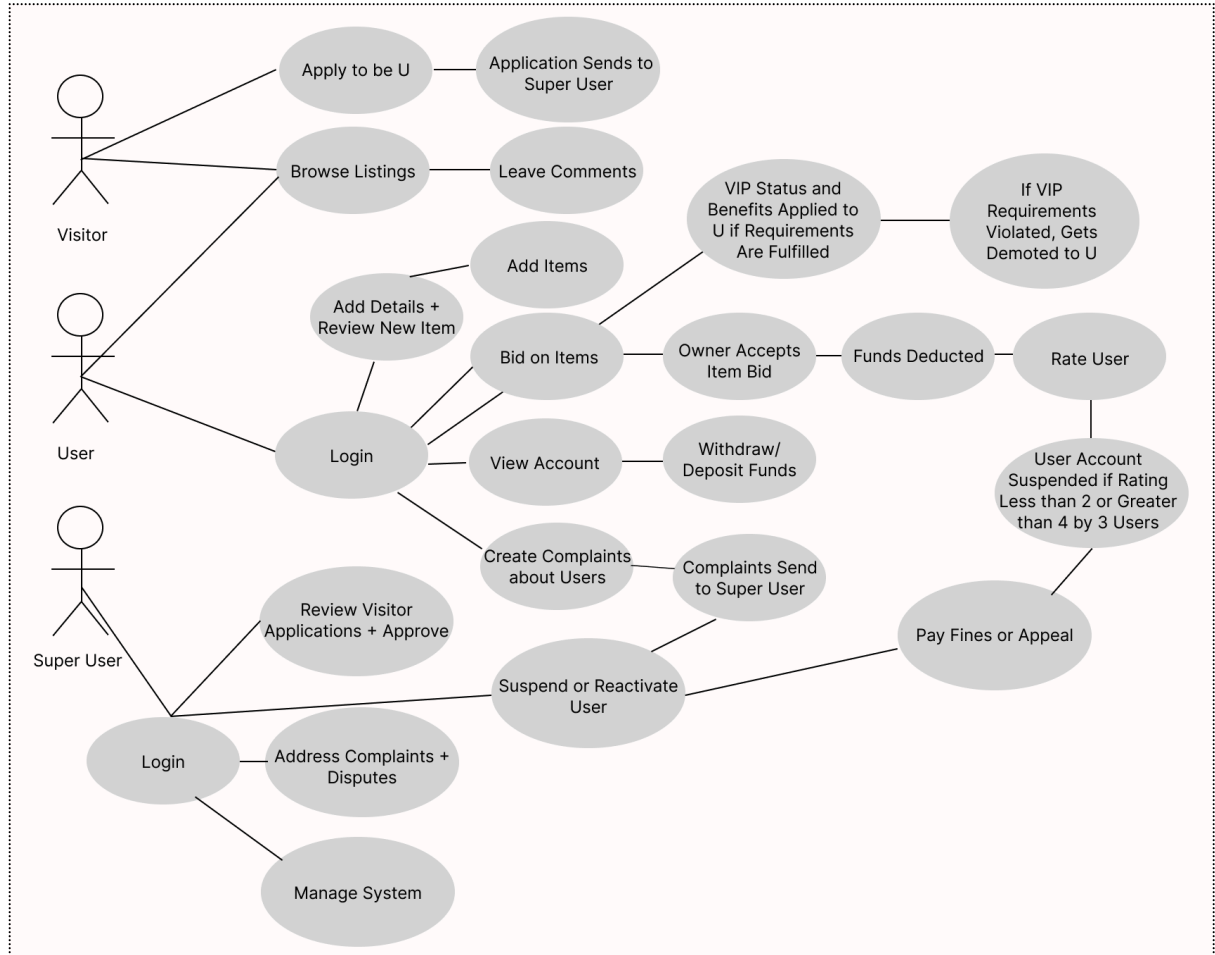 Apply to be U
Application Sends to
Super User
Browse Listings
Leave Comments
Visitor
VIP Status and
Benefits Applied to
U if Requirements
Are Fulfilled
If VIP
Requirements
Violated, Gets
Demoted to U
Add Items
Add Details +
Review New Item
Bid on Items
Owner Accepts
Item Bid
Funds Deducted
Rate User
User
Login
View Account
Withdraw/
Deposit Funds
User Account
Suspended if Rating
Less than 2 or Greater
than 4 by 3 Users
Create Complaints
about Users
Complaints Send
to Super User
Super User
Review Visitor
Applications + Approve
Pay Fines or Appeal
Suspend or Reactivate
User
Login
Address Complaints +
Disputes
Manage System